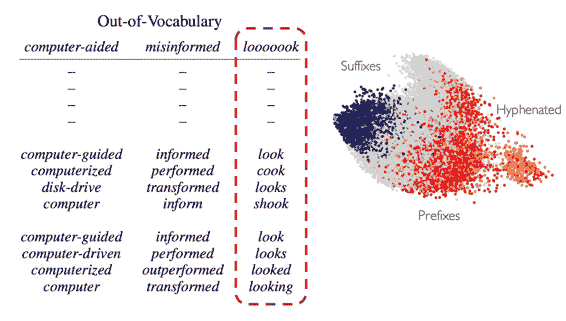 Out-of-Vocabulary
computer-aided misinformed looooook
– – –
– – –
– – –
– – –
computer-guided informed look
computerized performed cook
disk-drive transformed looks
computer inform shook
computer-guided informed look
computer-driven performed looks
computerized outperformed looked
computer transformed looking
Suffixes
Hyphenated
Prefixes